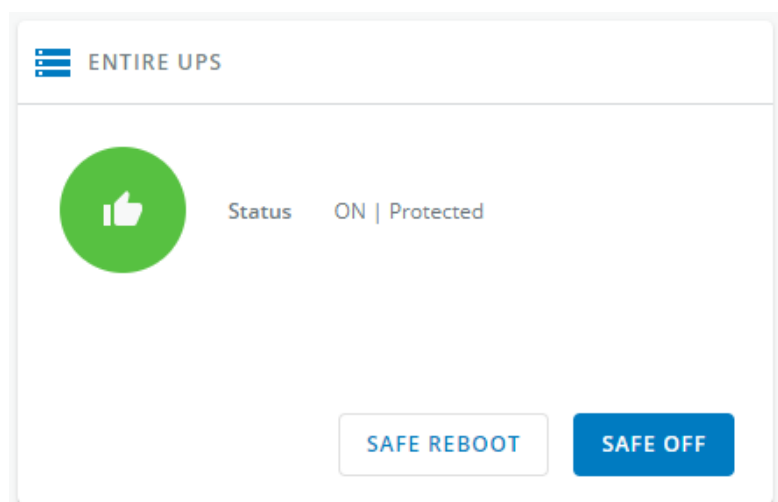 ENTIRE UPS
Status ON | Protected
SAFE REBOOT SAFE OFF